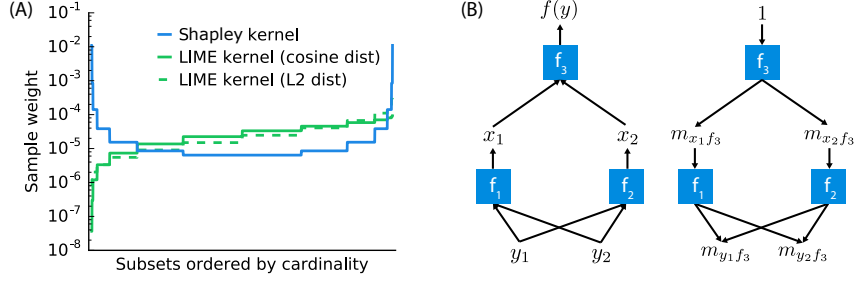 (A)
10⁻¹
10⁻²
10⁻³
10⁻⁴
10⁻⁵
10⁻⁶
10⁻⁷
10⁻⁸
Sample weight
Shapley kernel
LIME kernel (cosine dist)
LIME kernel (L2 dist)
Subsets ordered by cardinality
(B)
f(y)
f₃
x₁ x₂
f₁ f₂
y₁ y₂
1
f₃
mₓ₁f₃ mₓ₂f₃
f₁ f₂
m_y₁f₃ m_y₂f₃